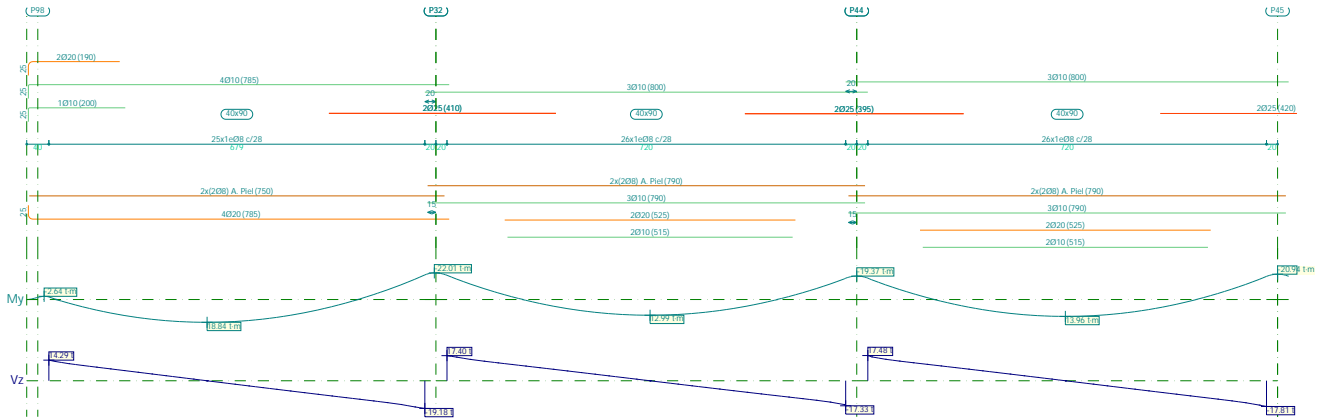 P98 P32 P44 P45
2Ø20 (190)
25
4Ø10 (785)
3Ø10 (800)
25
20
3Ø10 (800)
20
1Ø10 (200)
25
40x90
2Ø25 (410)
40x90
2Ø25 (395)
40x90
2Ø25 (420)
25x1eØ8 c/28 26x1eØ8 c/28 26x1eØ8 c/28
40 679 20 20 720 20 20 720 20
2x(2Ø8) A. Piel (790)
2x(2Ø8) A. Piel (750) 2x(2Ø8) A. Piel (790)
3Ø10 (790)
15
25
4Ø20 (785)
2Ø20 (525)
3Ø10 (790)
15
2Ø20 (525)
2Ø10 (515)
2Ø10 (515)
-22.01 t·m
-19.37 t·m
-20.94 t·m
-2.64 t·m
My
18.84 t·m
12.99 t·m
13.96 t·m
14.29 t
17.40 t
17.48 t
Vz
-19.18 t
-17.33 t
-17.81 t